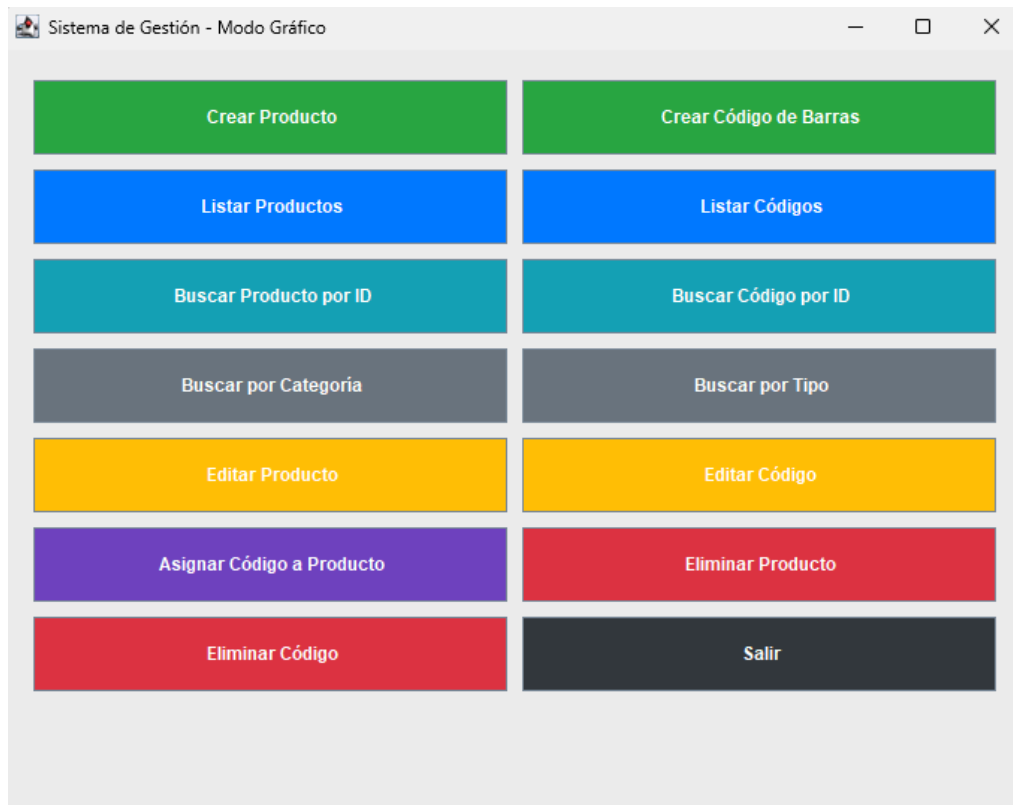 Sistema de Gestión - Modo Gráfico
Crear Producto
Crear Código de Barras
Listar Productos
Listar Códigos
Buscar Producto por ID
Buscar Código por ID
Buscar por Categoría
Buscar por Tipo
Editar Producto
Editar Código
Asignar Código a Producto
Eliminar Producto
Eliminar Código
Salir